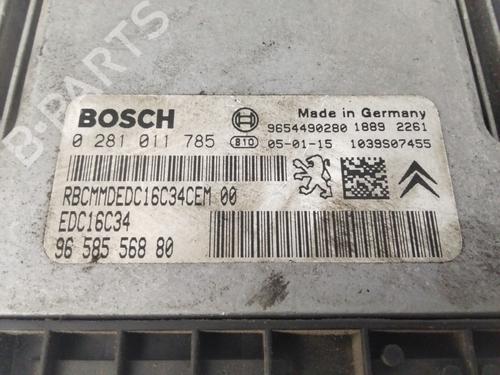 BOSCH
0 281 011 785
Made in Germany
9654490280 1889 2261
B10 05-01-15 1039S07455
RBCMMDEDC16C34CEM 00
EDC16C34
96 585 568 80
B-PARTS